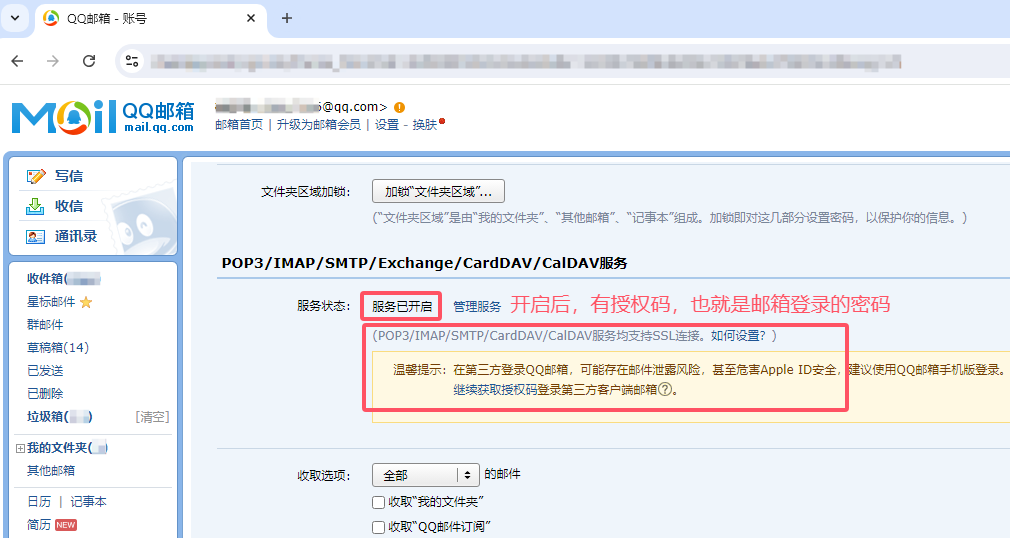 QQ邮箱 - 账号
Mail QQ邮箱
mail.qq.com
6@qq.com>
邮箱首页 | 升级为邮箱会员 | 设置 - 换肤
写信
收信
通讯录
收件箱(
星标邮件
群邮件
草稿箱(14)
已发送
已删除
垃圾箱( ) [清空]
我的文件夹( )
其他邮箱
日历 | 记事本
简历 NEW
文件夹区域加锁: 加锁“文件夹区域”...
(“文件夹区域”是由“我的文件夹”、“其他邮箱”、“记事本”组成。加锁即对这几部分设置密码，以保护你的信息。)
POP3/IMAP/SMTP/Exchange/CardDAV/CalDAV服务
服务状态: 服务已开启 管理服务 开启后，有授权码，也就是邮箱登录的密码
(POP3/IMAP/SMTP/CardDAV/CalDAV服务均支持SSL连接。如何设置？)
温馨提示：在第三方登录QQ邮箱，可能存在邮件泄露风险，甚至危害Apple ID安全，建议使用QQ邮箱手机版登录。
继续获取授权码登录第三方客户端邮箱?。
收取选项: 全部 的邮件
收取“我的文件夹”
收取“QQ邮件订阅”